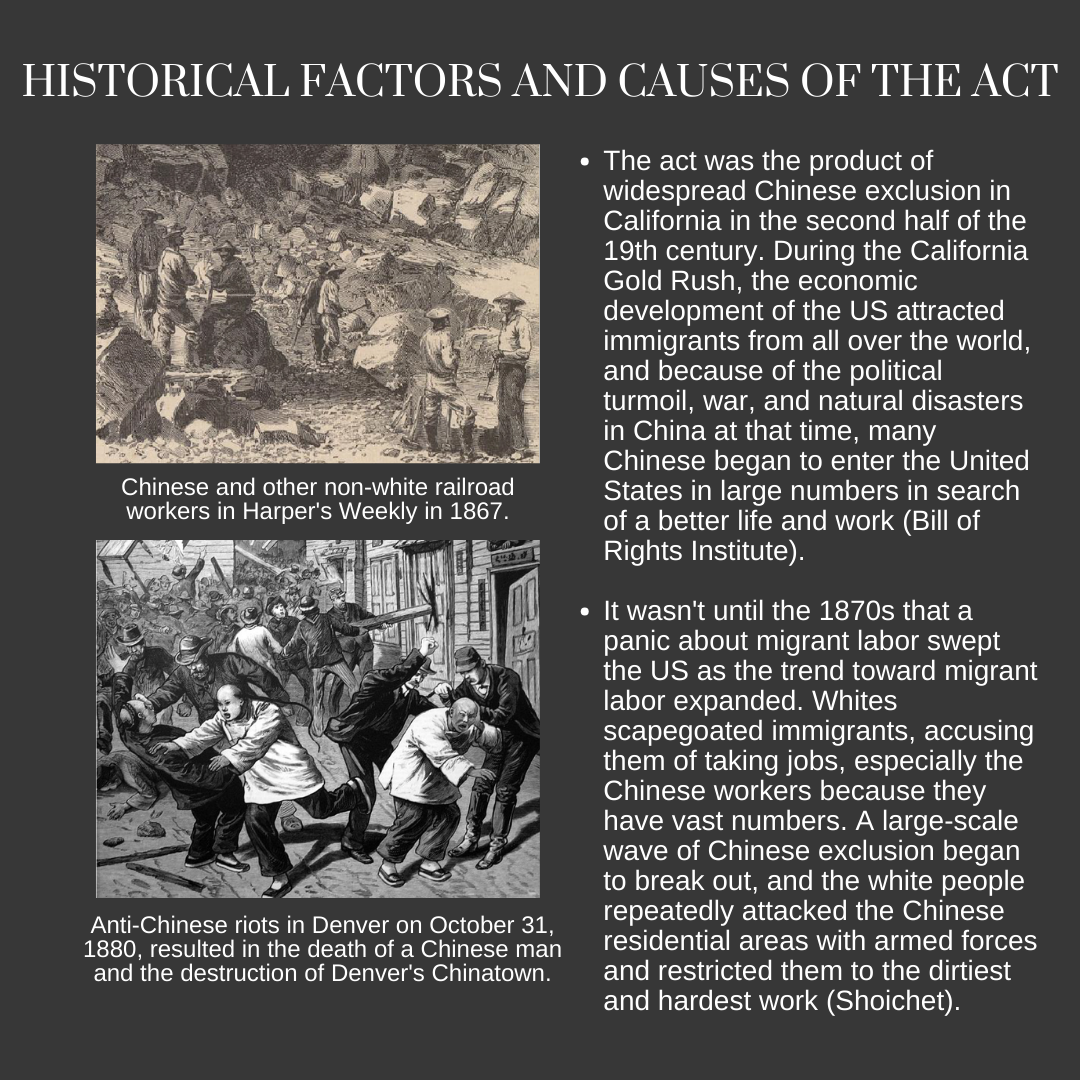 HISTORICAL FACTORS AND CAUSES OF THE ACT
Chinese and other non-white railroad
workers in Harper's Weekly in 1867.
Anti-Chinese riots in Denver on October 31,
1880, resulted in the death of a Chinese man
and the destruction of Denver's Chinatown.
• The act was the product of
widespread Chinese exclusion in
California in the second half of the
19th century. During the California
Gold Rush, the economic
development of the US attracted
immigrants from all over the world,
and because of the political
turmoil, war, and natural disasters
in China at that time, many
Chinese began to enter the United
States in large numbers in search
of a better life and work (Bill of
Rights Institute).
• It wasn't until the 1870s that a
panic about migrant labor swept
the US as the trend toward migrant
labor expanded. Whites
scapegoated immigrants, accusing
them of taking jobs, especially the
Chinese workers because they
have vast numbers. A large-scale
wave of Chinese exclusion began
to break out, and the white people
repeatedly attacked the Chinese
residential areas with armed forces
and restricted them to the dirtiest
and hardest work (Shoichet).